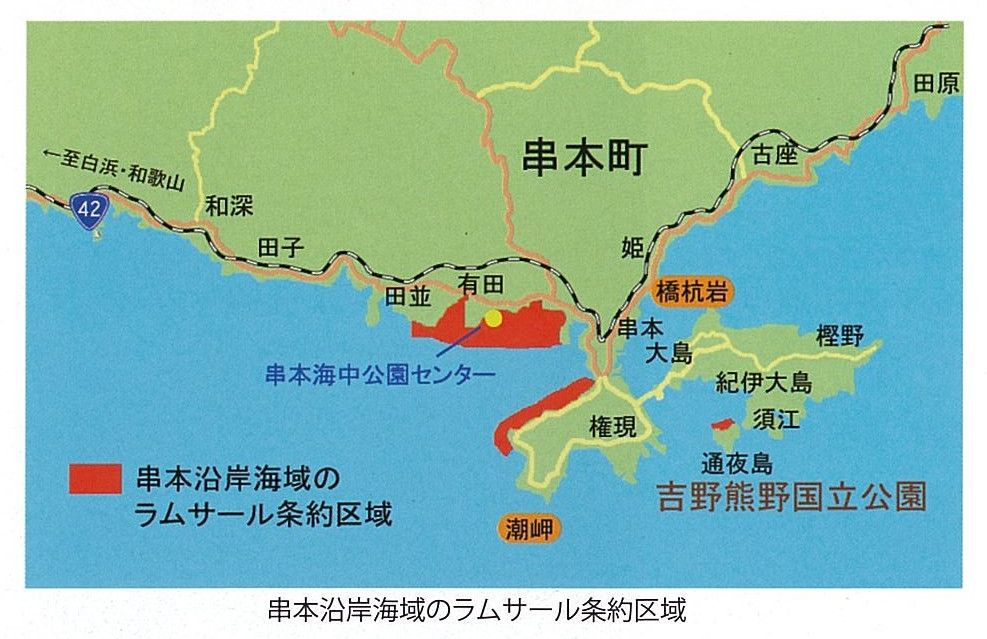 田原
串本町
古座
←至白浜・和歌山
42
和深
田子
姫
有田
田並
橋杭岩
串本
大島
樫野
串本海中公園センター
紀伊大島
須江
権現
通夜島
串本沿岸海域の
ラムサール条約区域
吉野熊野国立公園
潮岬
串本沿岸海域のラムサール条約区域